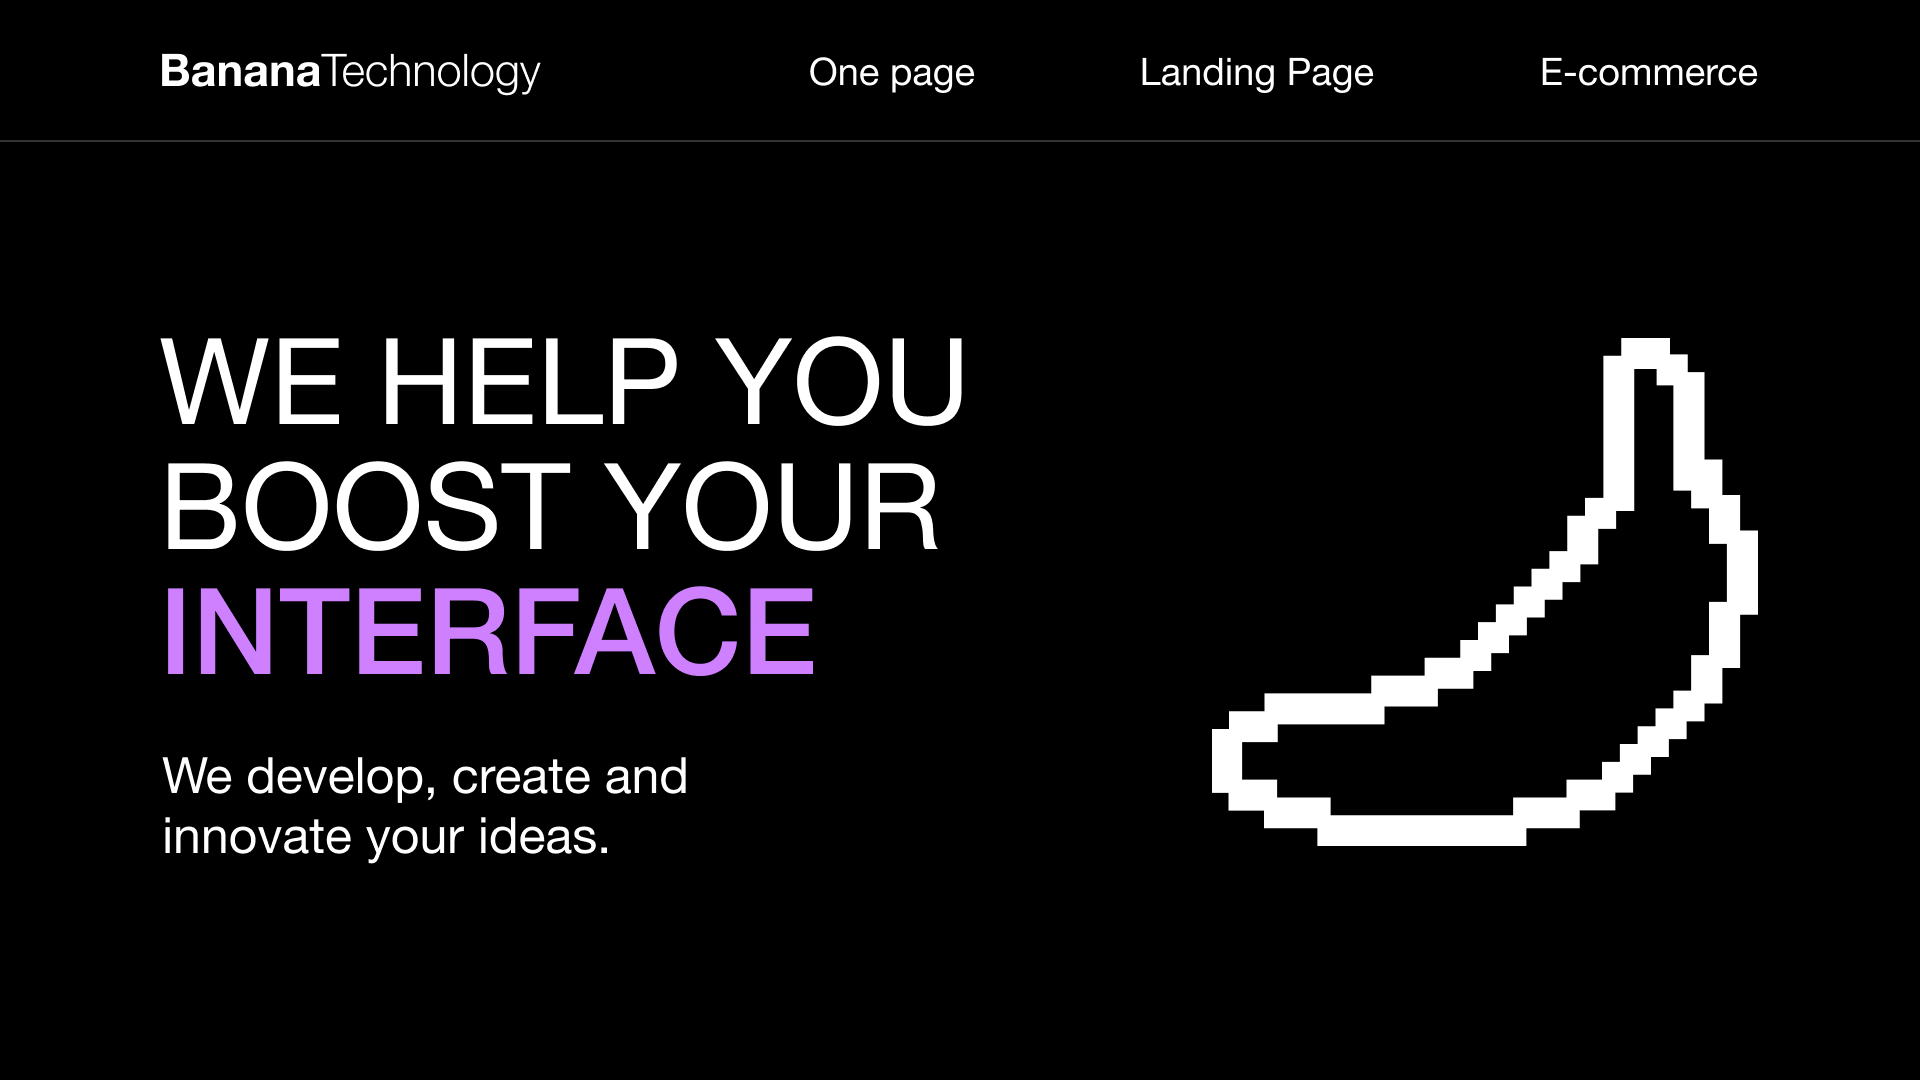 BananaTechnology
One page
Landing Page
E-commerce
WE HELP YOU
BOOST YOUR
INTERFACE
We develop, create and
innovate your ideas.